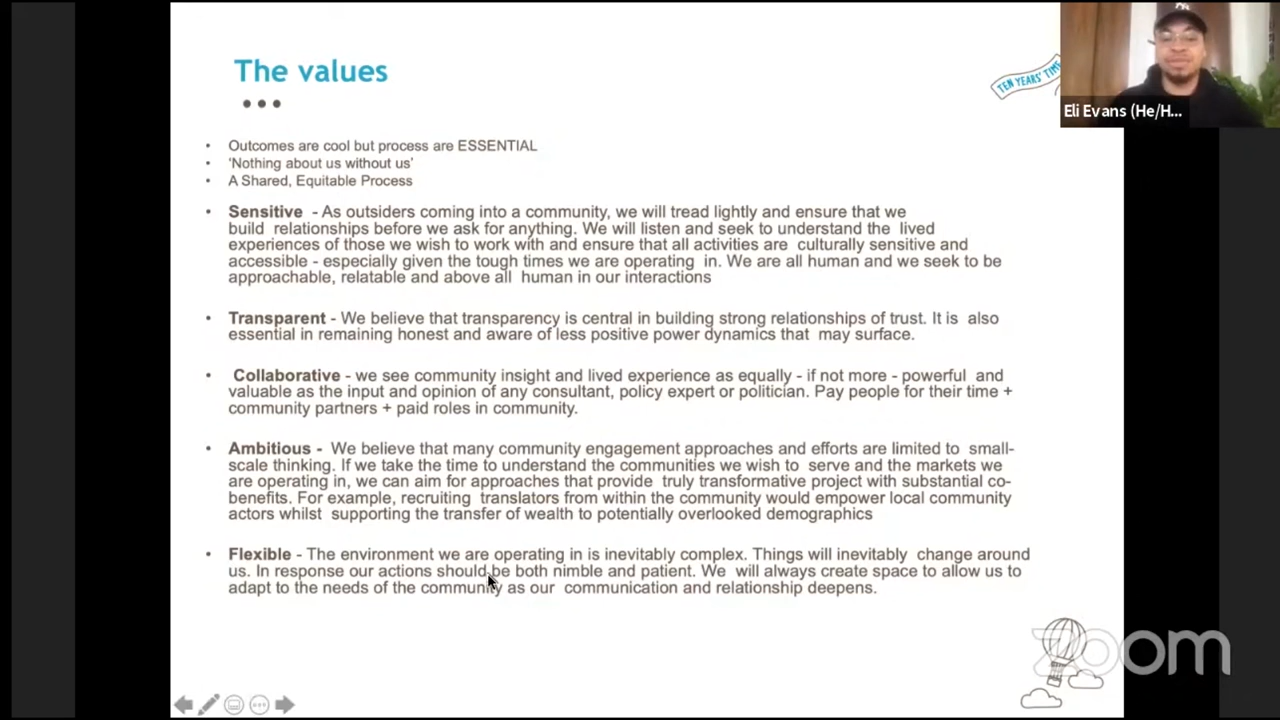 The values
TEN YEARS' TIME
Eli Evans (He/H...
• Outcomes are cool but process are ESSENTIAL
• 'Nothing about us without us'
• A Shared, Equitable Process
• Sensitive - As outsiders coming into a community, we will tread lightly and ensure that we
build relationships before we ask for anything. We will listen and seek to understand the lived
experiences of those we wish to work with and ensure that all activities are culturally sensitive and
accessible - especially given the tough times we are operating in. We are all human and we seek to be
approachable, relatable and above all human in our interactions
• Transparent - We believe that transparency is central in building strong relationships of trust. It is also
essential in remaining honest and aware of less positive power dynamics that may surface.
• Collaborative - we see community insight and lived experience as equally - if not more - powerful and
valuable as the input and opinion of any consultant, policy expert or politician. Pay people for their time +
community partners + paid roles in community.
• Ambitious - We believe that many community engagement approaches and efforts are limited to small-
scale thinking. If we take the time to understand the communities we wish to serve and the markets we
are operating in, we can aim for approaches that provide truly transformative project with substantial co-
benefits. For example, recruiting translators from within the community would empower local community
actors whilst supporting the transfer of wealth to potentially overlooked demographics
• Flexible - The environment we are operating in is inevitably complex. Things will inevitably change around
us. In response our actions should be both nimble and patient. We will always create space to allow us to
adapt to the needs of the community as our communication and relationship deepens.
zoom